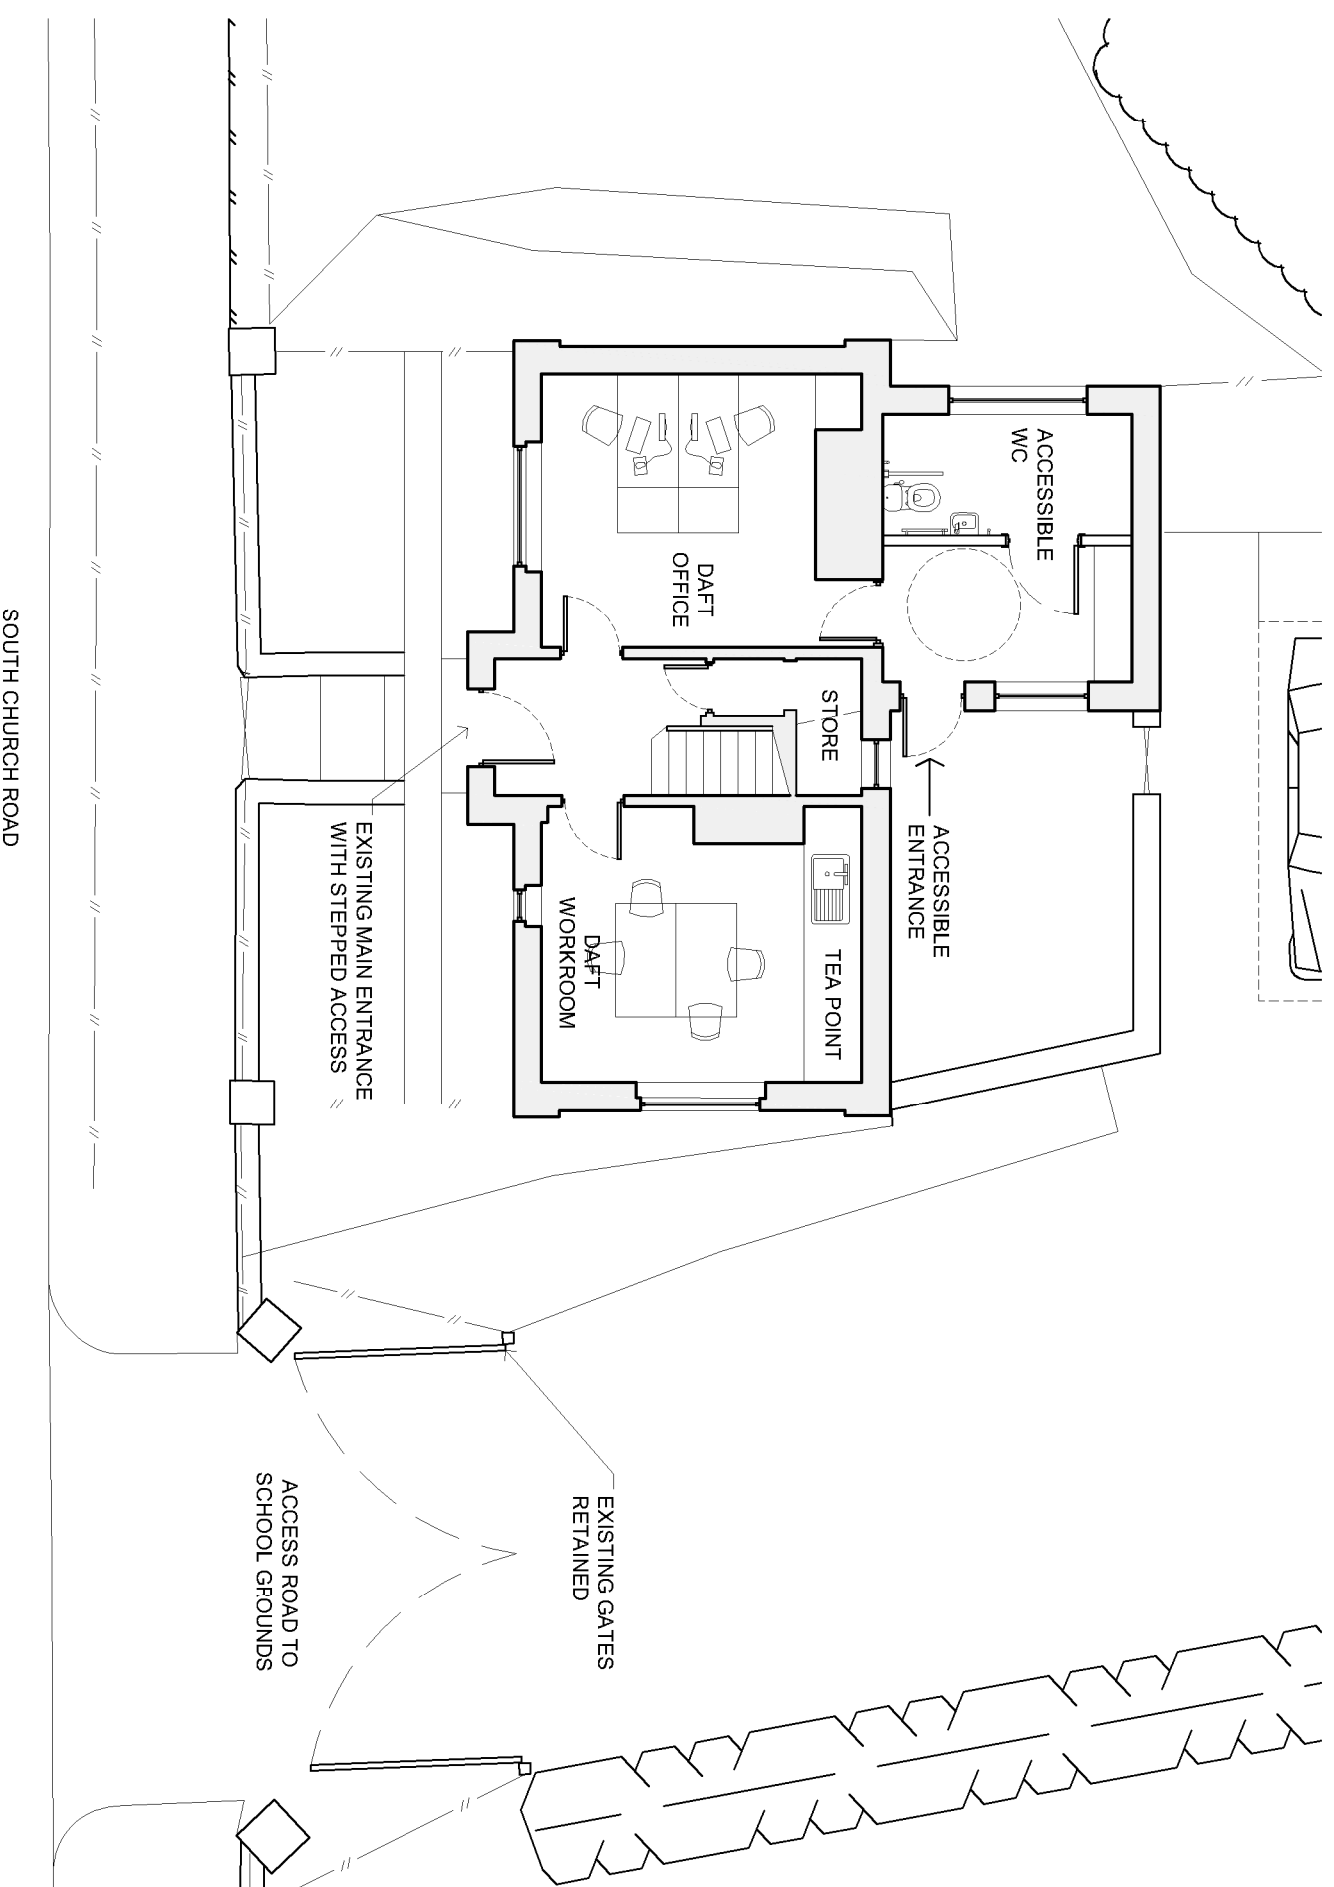 ACCESSIBLE
WC
DAFT
OFFICE
STORE
ACCESSIBLE
ENTRANCE
TEA POINT
DAFT
WORKROOM
EXISTING MAIN ENTRANCE
WITH STEPPED ACCESS
SOUTH CHURCH ROAD
EXISTING GATES
RETAINED
ACCESS ROAD TO
SCHOOL GROUNDS